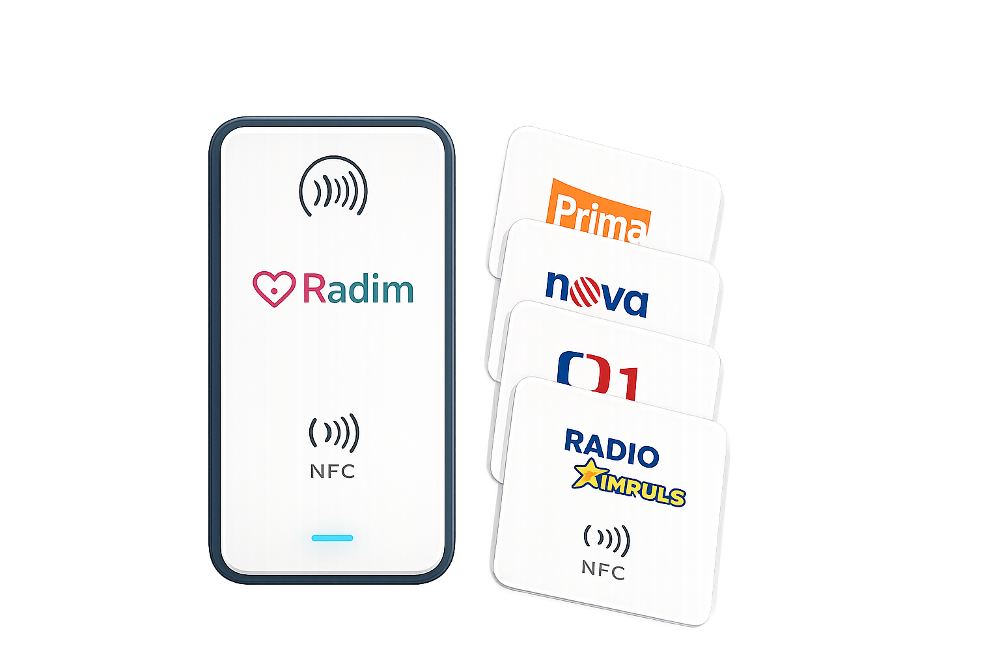 Radim
NFC
Prima
nova
1
RADIO
IMRULS
NFC